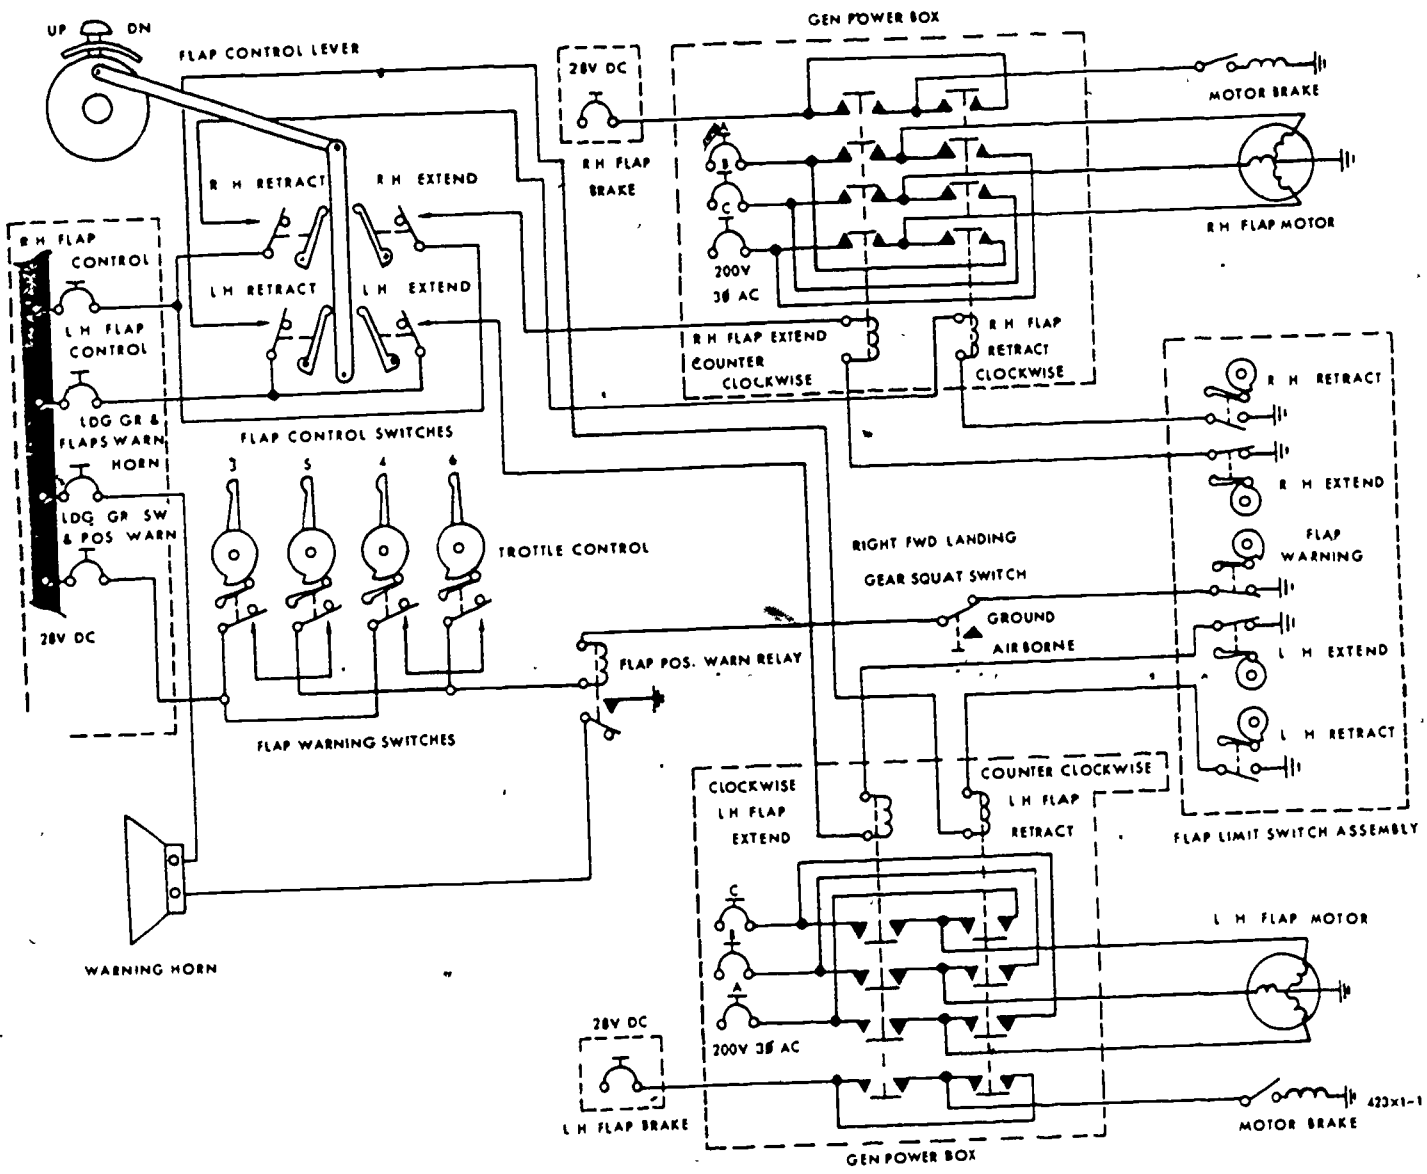 GEN POWER BOX
UP DN
FLAP CONTROL LEVER
28V DC
MOTOR BRAKE
R H FLAP
BRAKE
A
B
C
200V
3Ø AC
R H FLAP MOTOR
R H RETRACT
R H EXTEND
L H RETRACT
L H EXTEND
R H FLAP
CONTROL
L H FLAP
CONTROL
LDG GR &
FLAPS WARN
HORN
LDG GR SW
& POS WARN
28V DC
R H FLAP EXTEND
COUNTER
CLOCKWISE
R H FLAP
RETRACT
CLOCKWISE
FLAP CONTROL SWITCHES
3 5 4 6
TROTTLE CONTROL
R H RETRACT
R H EXTEND
FLAP
WARNING
L H EXTEND
L H RETRACT
FLAP LIMIT SWITCH ASSEMBLY
RIGHT FWD LANDING
GEAR SQUAT SWITCH
GROUND
AIRBORNE
FLAP POS. WARN RELAY
FLAP WARNING SWITCHES
WARNING HORN
CLOCKWISE
L H FLAP
EXTEND
COUNTER CLOCKWISE
L H FLAP
RETRACT
C
B
A
200V 3Ø AC
L H FLAP MOTOR
28V DC
L H FLAP BRAKE
MOTOR BRAKE
423x1-1
GEN POWER BOX